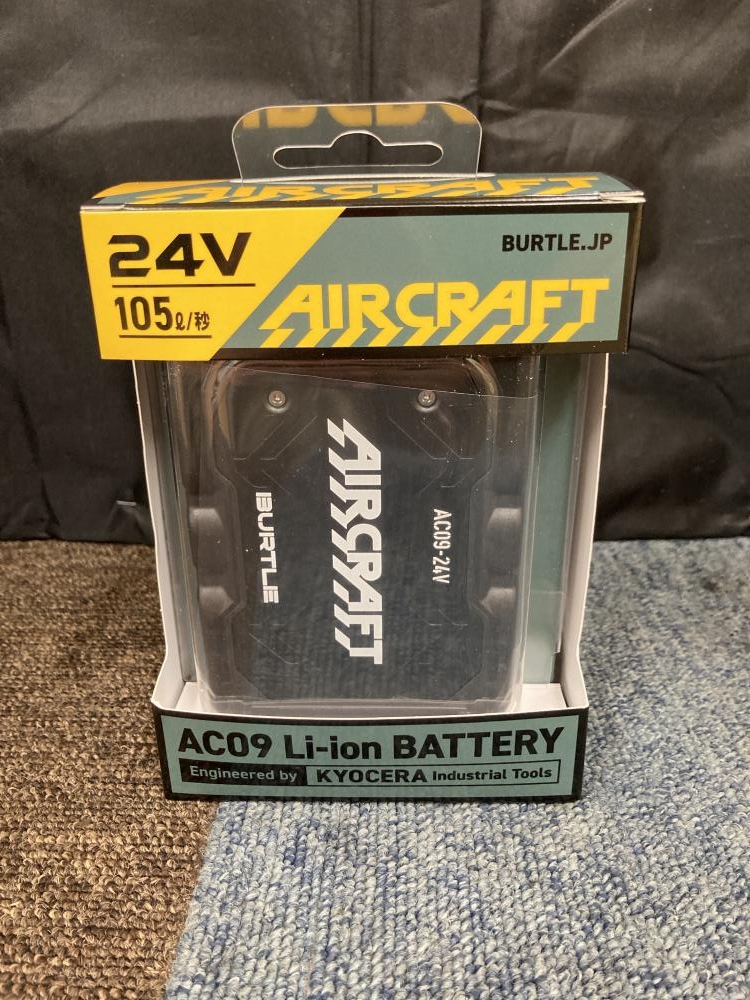 AIRCRAFT
24V
BURTLE.JP
105ℓ/秒
AIRCRAFT
AIRCRAFT
BURTLE
AC09-24V
AC09 Li-ion BATTERY
Engineered by KYOCERA Industrial Tools